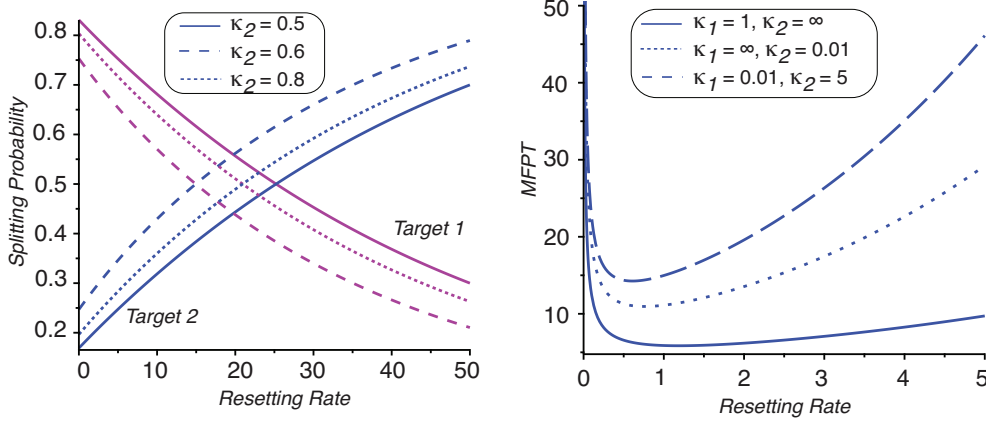 κ2 = 0.5
κ2 = 0.6
κ2 = 0.8
0.8
0.7
0.6
0.5
0.4
0.3
0.2
Splitting Probability
Target 1
Target 2
0 10 20 30 40 50
Resetting Rate
κ1 = 1, κ2 = ∞
κ1 = ∞, κ2 = 0.01
κ1 = 0.01, κ2 = 5
50
40
30
20
10
MFPT
0 1 2 3 4 5
Resetting Rate